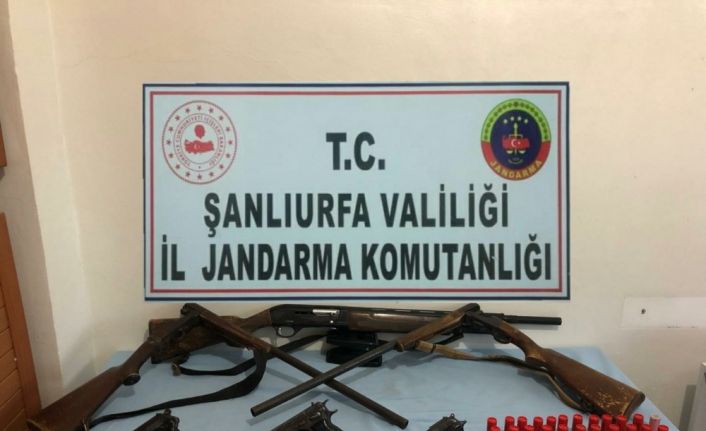 T.C.
ŞANLIURFA VALİLİĞİ
İL JANDARMA KOMUTANLIĞI
JANDARMA